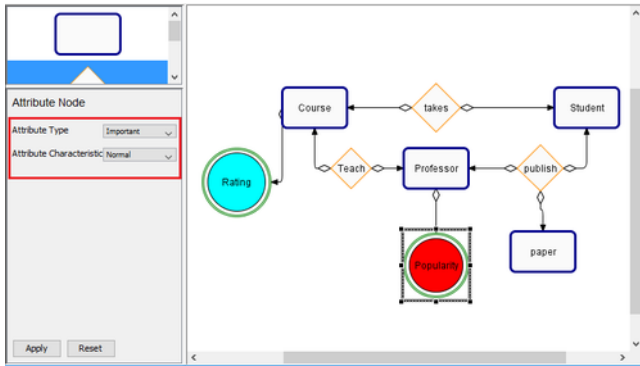 Attribute Node
Attribute Type Important
Attribute Characteristic Normal
Apply Reset
Course takes Student
Rating Teach Professor publish
Popularity paper